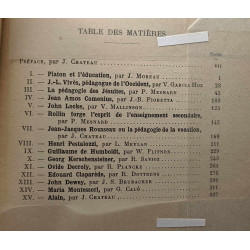 TABLE DES MATIÈRES
Préface, par J. Chateau VII
I. — Platon et l'éducation, par J. Moreau
II. — J.-L. Vivès, pédagogue de l'Occident, par V. Garcia Hoz
III. — La pédagogie des Jésuites, par P. Mesnard
IV. — Jean Amos Comenius, par J.-B. Piobetta
V. — John Locke, par V. Mallinson
VI. — Rollin forge l'esprit de l'enseignement secondaire, par P. Mesnard
VII. — Jean-Jacques Rousseau ou la pédagogie de la vocation, par J. Chateau
VIII. — Henri Pestalozzi, par L. Meylan
IX. — Guillaume de Humboldt, par W. Flitner
X. — Georg Kerschensteiner, par R.
XI. — Ovide Decroly, par R. Plancke
XII. — Edouard Claparède, par R. Dottrens
XIII. — John Dewey, par J. S. Brubacher
XIV. — Maria Montessori, par G. Calò
XV. — Alain, par J. Chateau